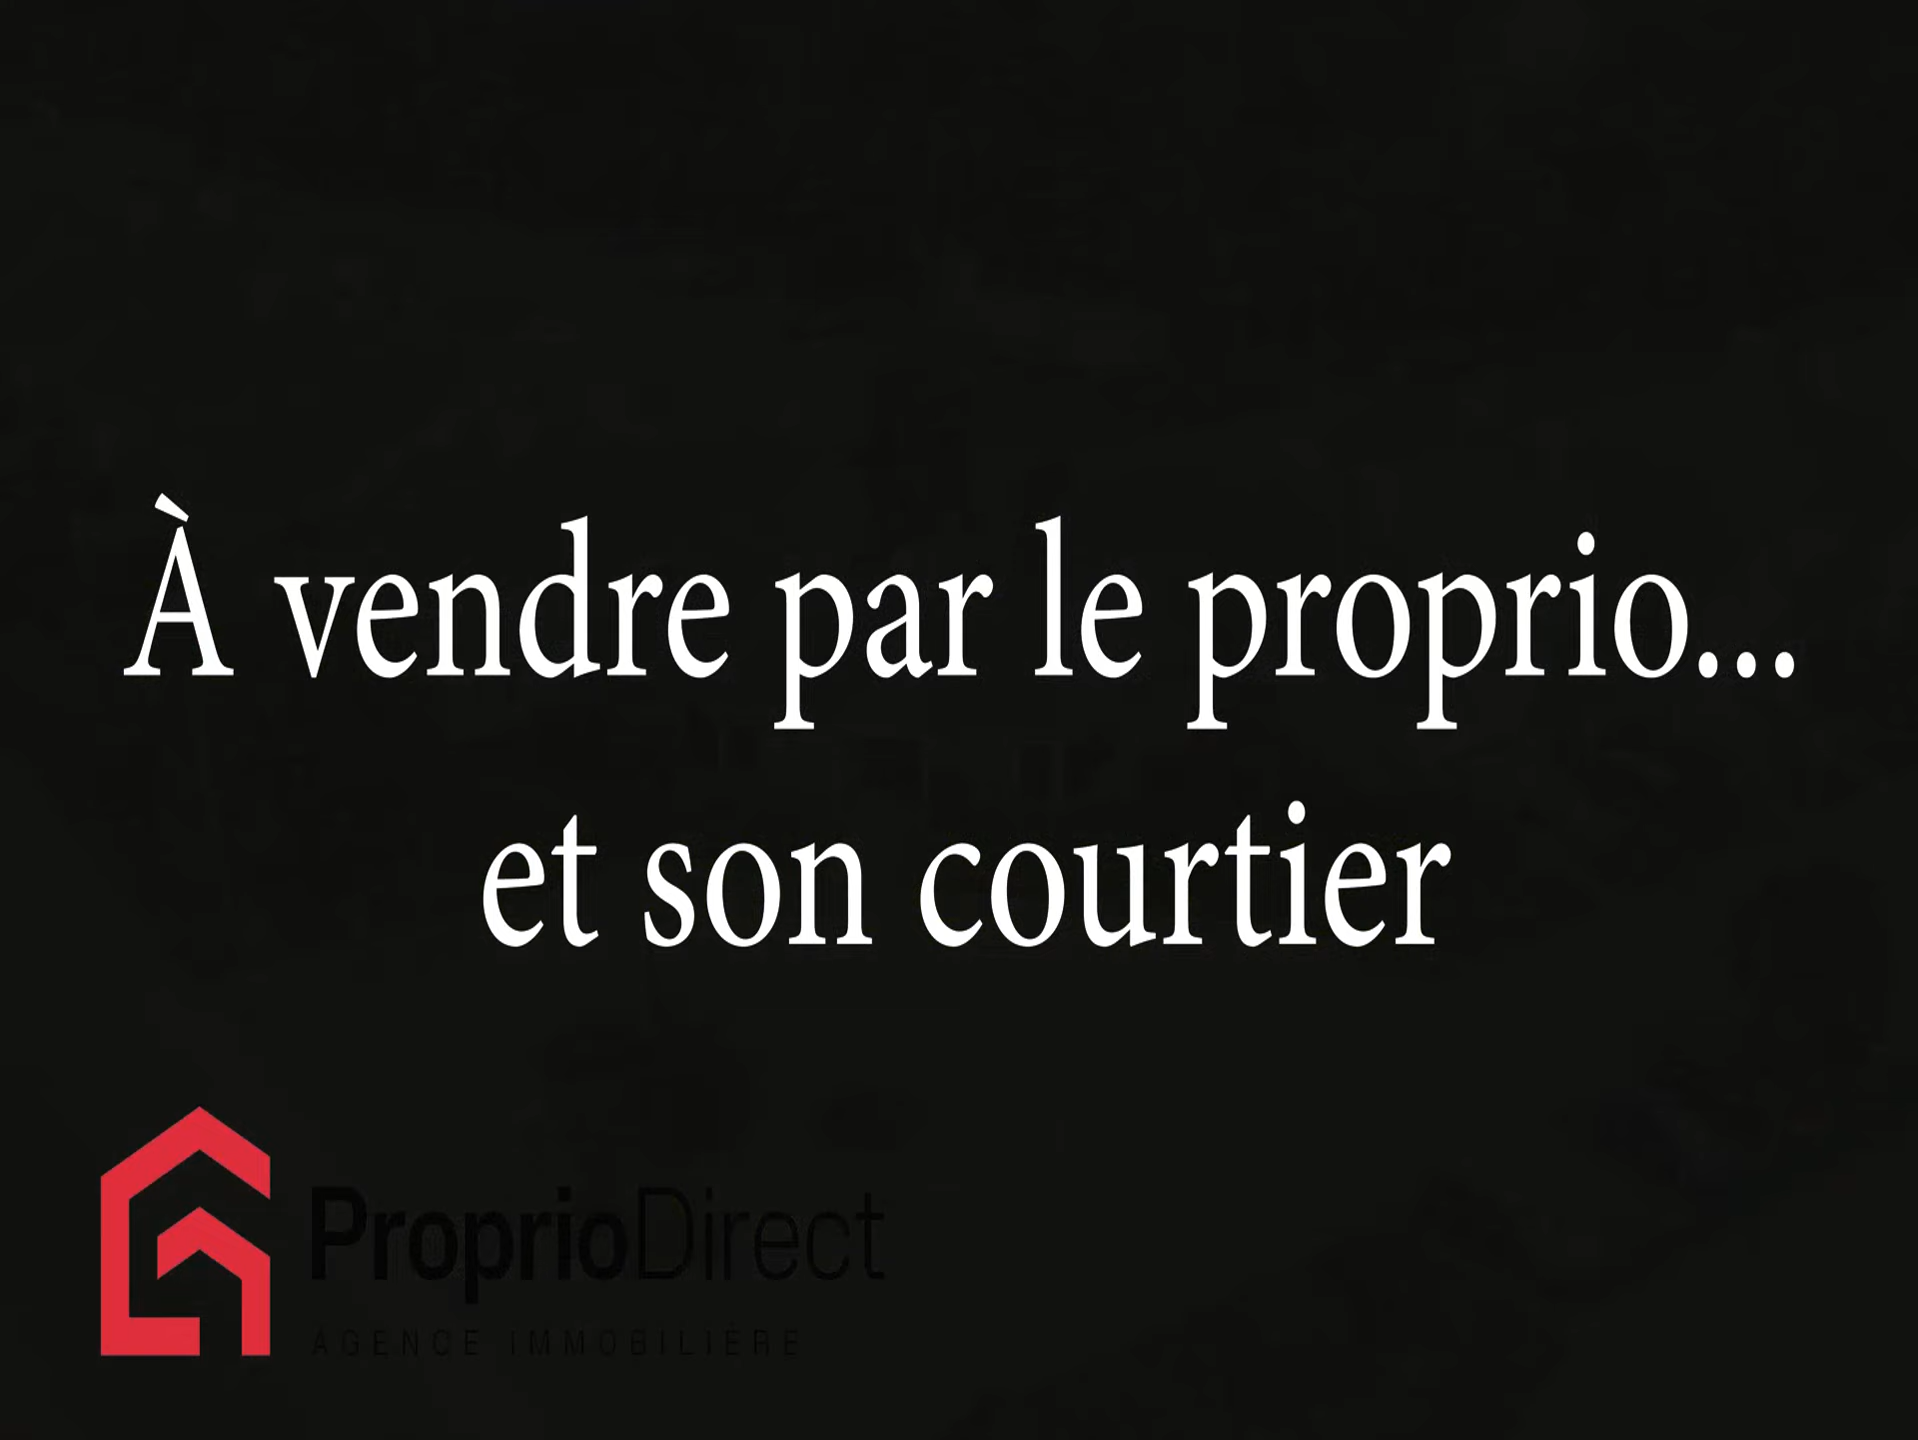 À vendre par le proprio...
et son courtier
ProprioDirect
AGENCE IMMOBILIÈRE